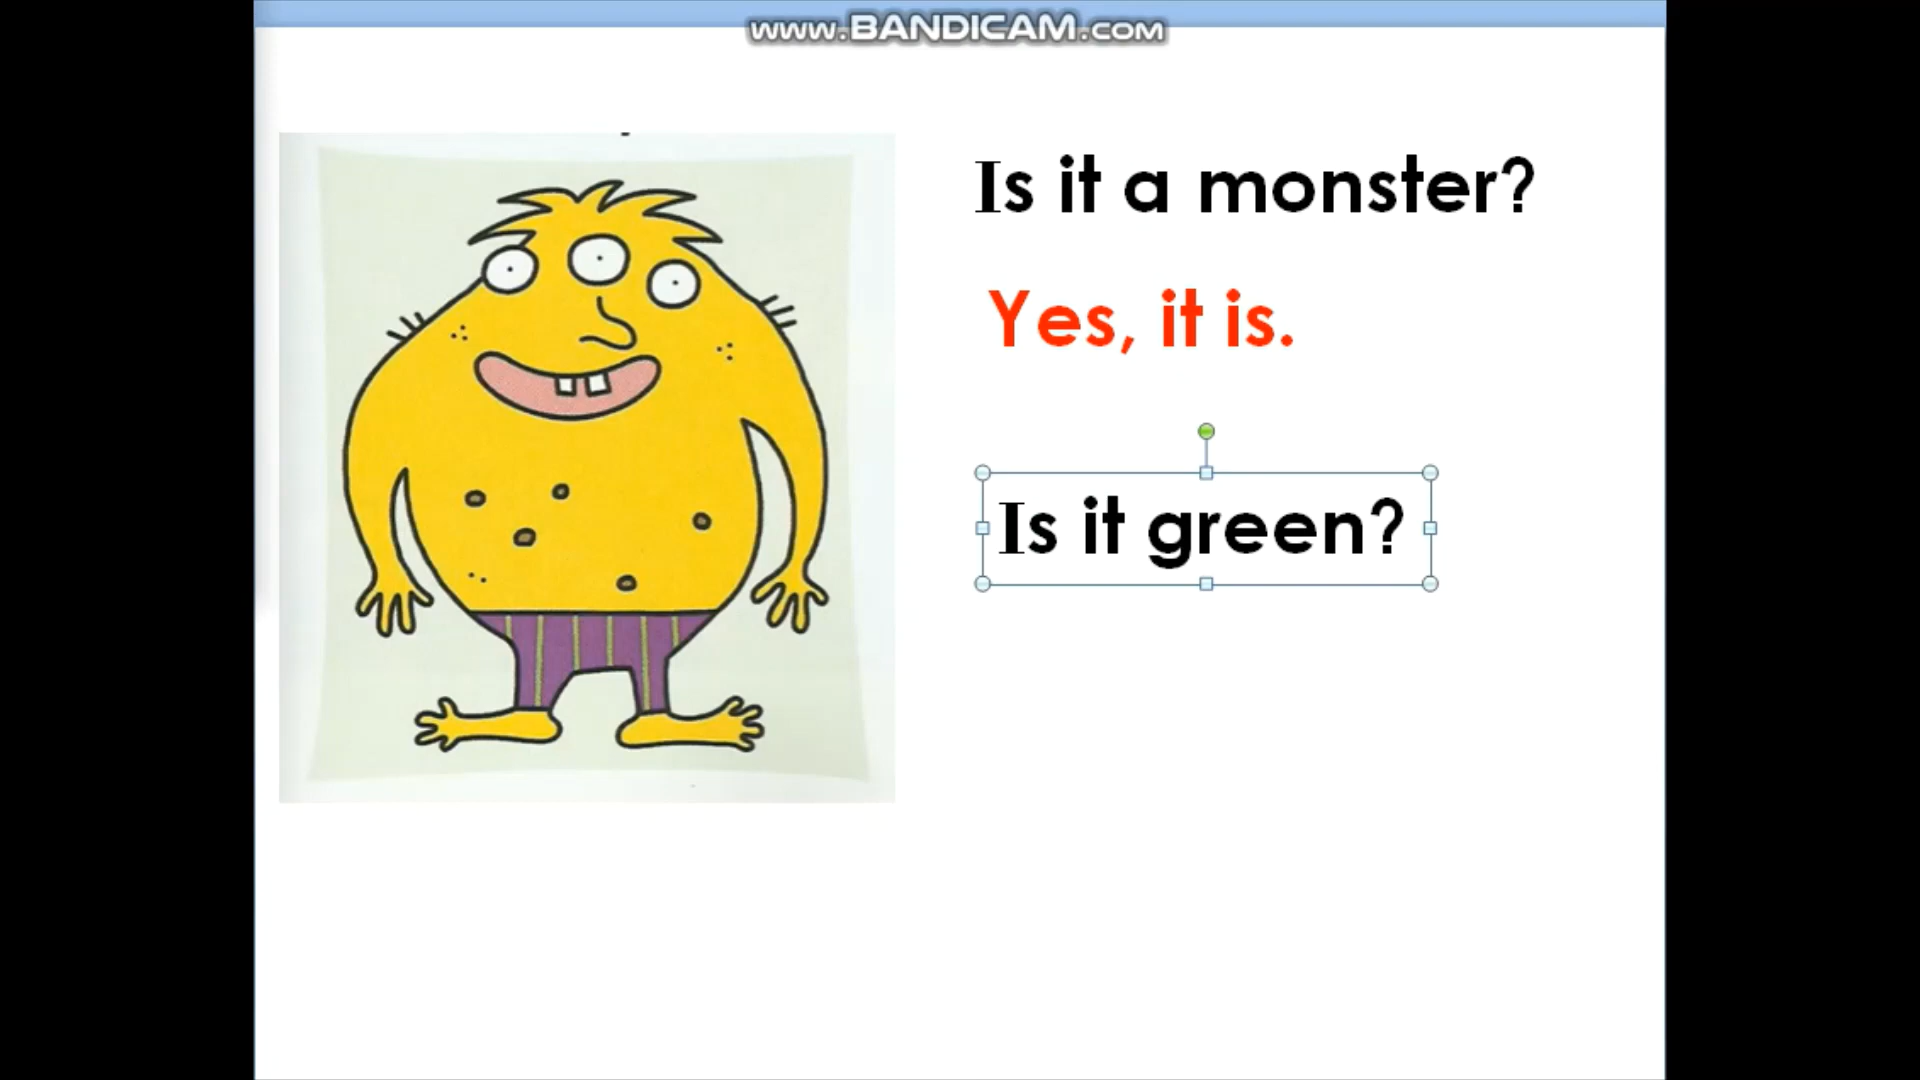 www.BANDICAM.com
Is it a monster?
Yes, it is.
Is it green?